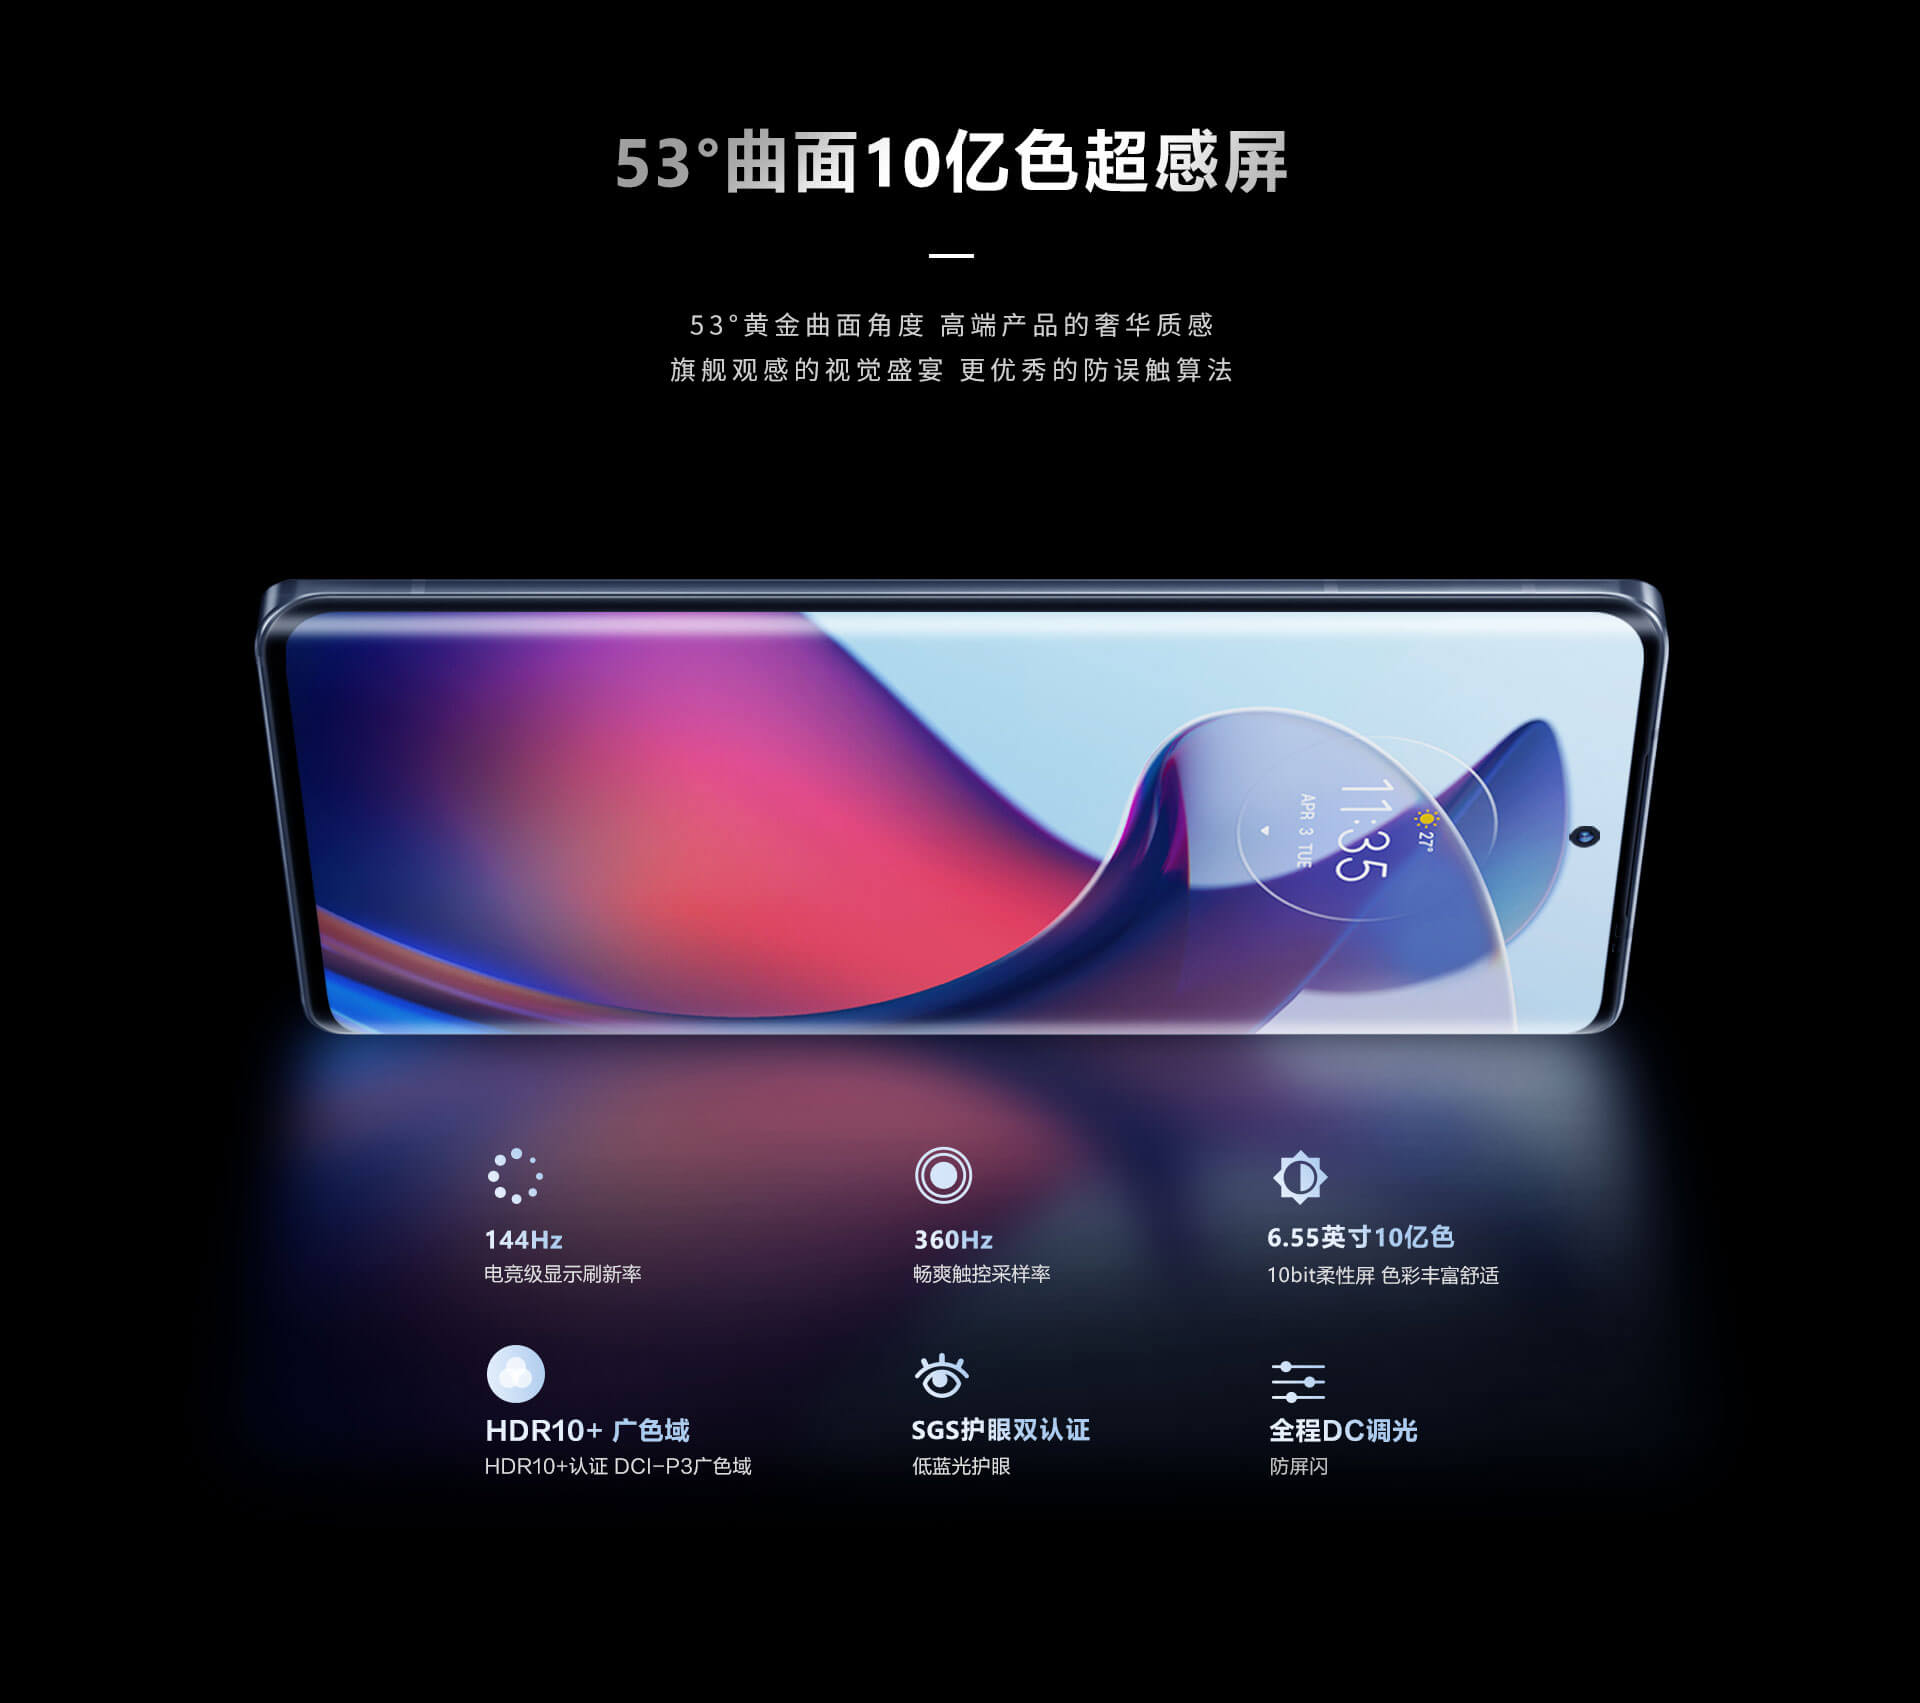 53°曲面10亿色超感屏
53°黄金曲面角度 高端产品的奢华质感
旗舰观感的视觉盛宴 更优秀的防误触算法
27°
11:35
APR 3 TUE
144Hz
电竞级显示刷新率
360Hz
畅爽触控采样率
6.55英寸10亿色
10bit柔性屏 色彩丰富舒适
HDR10+ 广色域
HDR10+认证 DCI-P3广色域
SGS护眼双认证
低蓝光护眼
全程DC调光
防屏闪